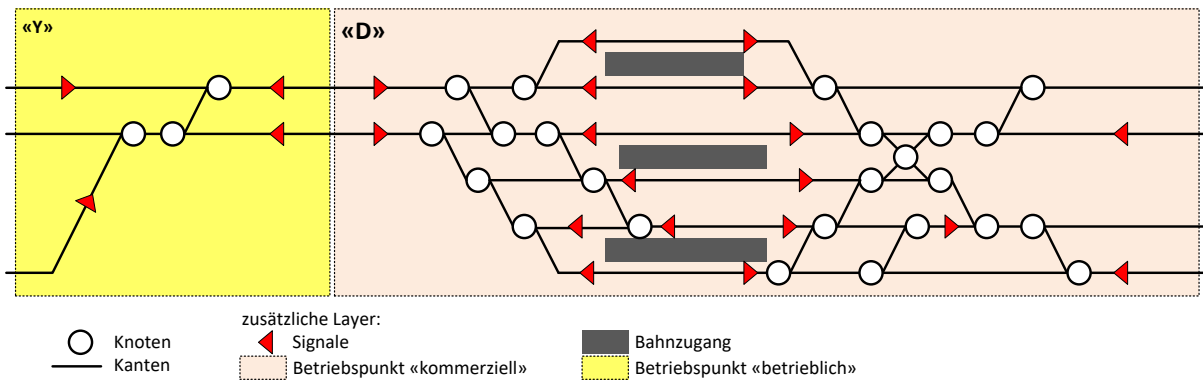 «Y»
«D»
zusätzliche Layer:
Knoten
Signale
Bahnzugang
Kanten
Betriebspunkt «kommerziell»
Betriebspunkt «betrieblich»